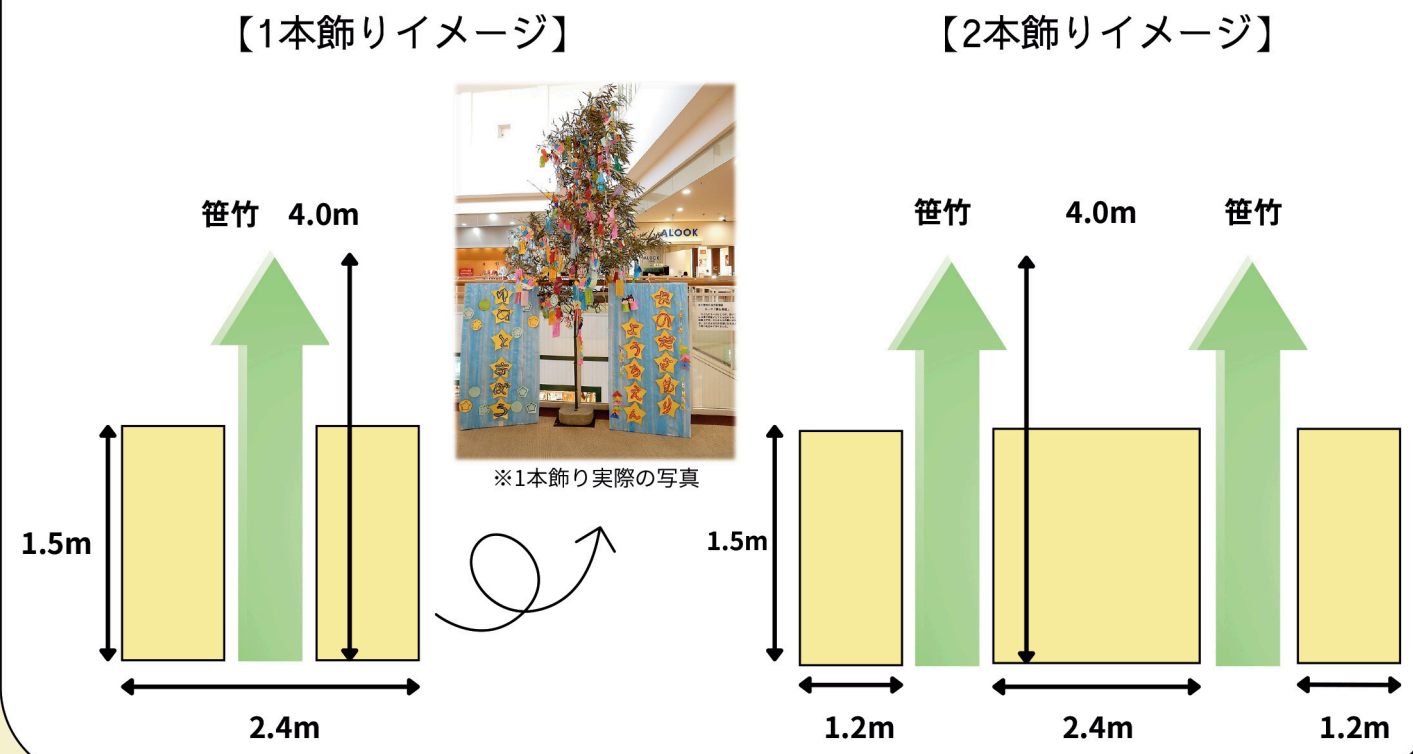 【1本飾りイメージ】
【2本飾りイメージ】
笹竹 4.0m
1.5m
2.4m
ALOOK
※1本飾り実際の写真
笹竹 4.0m 笹竹
1.5m
1.2m 2.4m 1.2m